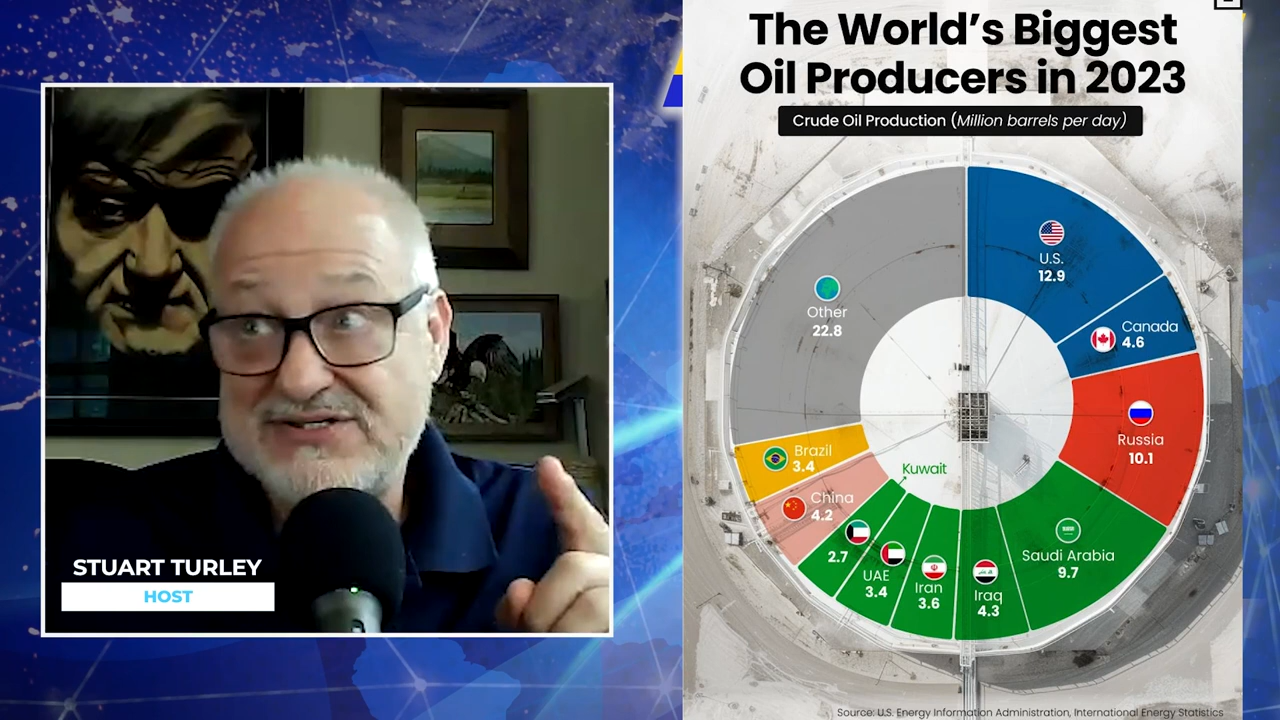 The World's Biggest
Oil Producers in 2023
Crude Oil Production (Million barrels per day)
U.S.
12.9
Canada
4.6
Russia
10.1
Saudi Arabia
9.7
Iraq
4.3
Iran
3.6
UAE
3.4
Kuwait
2.7
China
4.2
Brazil
3.4
Other
22.8
Source: U.S. Energy Information Administration, International Energy Statistics
STUART TURLEY
HOST